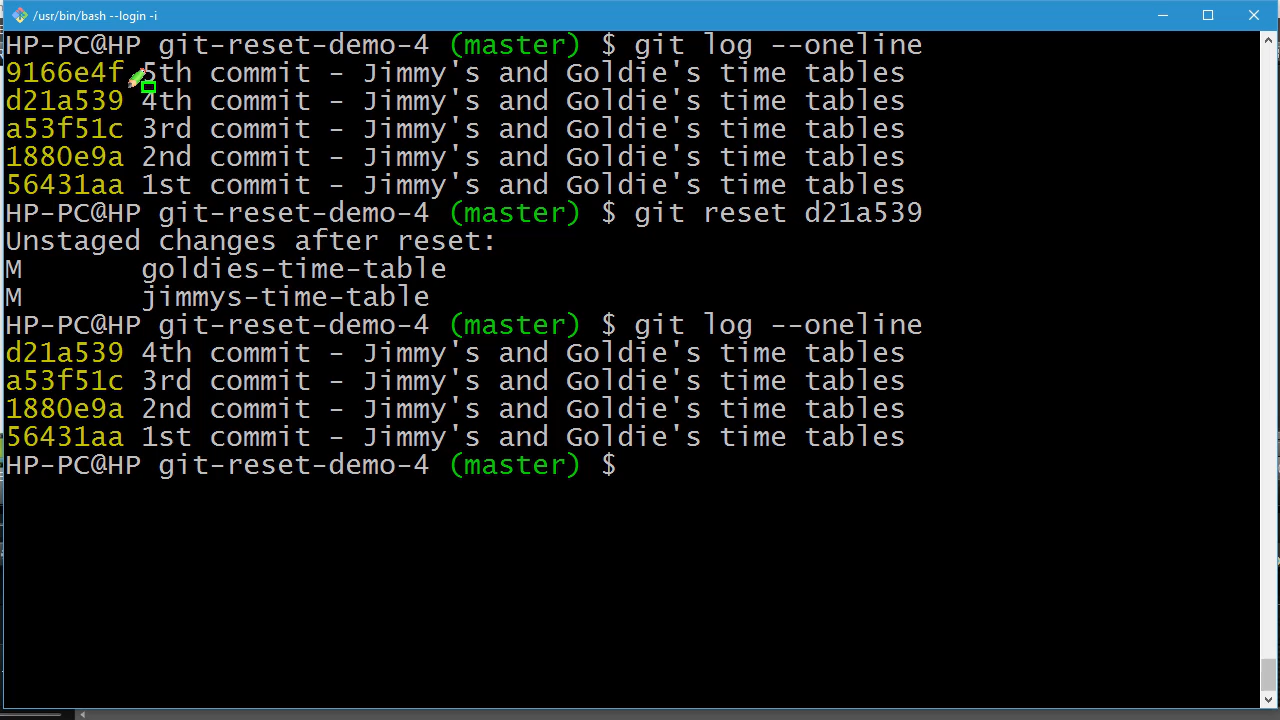 /usr/bin/bash --login -i
HP-PC@HP git-reset-demo-4 (master) $ git log --oneline
9166e4f 5th commit - Jimmy's and Goldie's time tables
d21a539 4th commit - Jimmy's and Goldie's time tables
a53f51c 3rd commit - Jimmy's and Goldie's time tables
1880e9a 2nd commit - Jimmy's and Goldie's time tables
56431aa 1st commit - Jimmy's and Goldie's time tables
HP-PC@HP git-reset-demo-4 (master) $ git reset d21a539
Unstaged changes after reset:
M       goldies-time-table
M       jimmys-time-table
HP-PC@HP git-reset-demo-4 (master) $ git log --oneline
d21a539 4th commit - Jimmy's and Goldie's time tables
a53f51c 3rd commit - Jimmy's and Goldie's time tables
1880e9a 2nd commit - Jimmy's and Goldie's time tables
56431aa 1st commit - Jimmy's and Goldie's time tables
HP-PC@HP git-reset-demo-4 (master) $